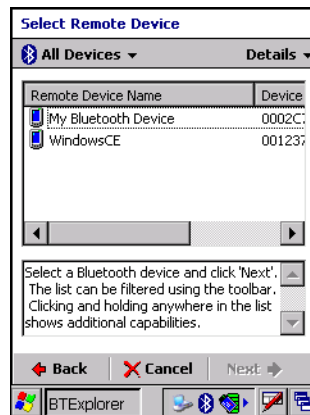 Select Remote Device
All Devices Details
Remote Device Name Device
My Bluetooth Device 0002C7
WindowsCE 001237
Select a Bluetooth device and click 'Next'.
The list can be filtered using the toolbar.
Clicking and holding anywhere in the list
shows additional capabilities.
Back Cancel Next
BTExplorer